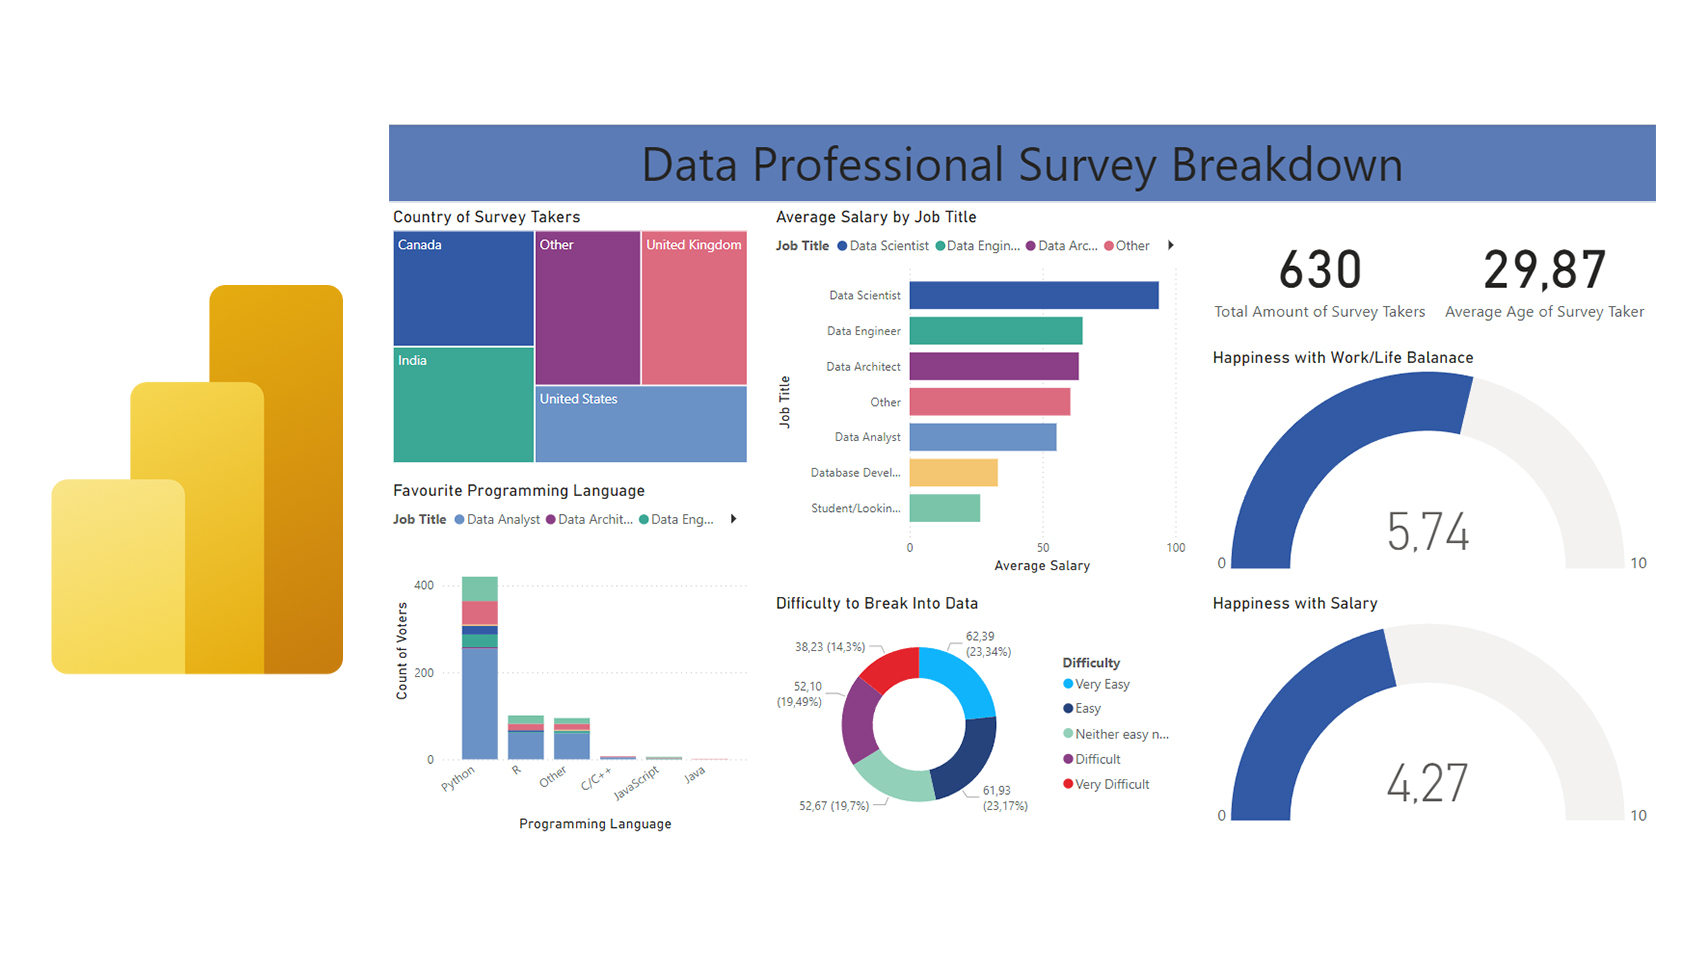 Data Professional Survey Breakdown
Country of Survey Takers
Canada
Other
United Kingdom
India
United States
Favourite Programming Language
Job Title Data Analyst Data Archit... Data Eng...
Count of Voters
400
200
0
Python
R
Other
C/C++
JavaScript
Java
Programming Language
Average Salary by Job Title
Job Title Data Scientist Data Engin... Data Arc... Other
Job Title
Data Scientist
Data Engineer
Data Architect
Other
Data Analyst
Database Devel...
Student/Lookin...
0 50 100
Average Salary
Difficulty to Break Into Data
62,39
(23,34%)
61,93
(23,17%)
52,67 (19,7%)
52,10
(19,49%)
38,23 (14,3%)
Difficulty
Very Easy
Easy
Neither easy n...
Difficult
Very Difficult
630
Total Amount of Survey Takers
29,87
Average Age of Survey Taker
Happiness with Work/Life Balanace
5,74
0 10
Happiness with Salary
4,27
0 10